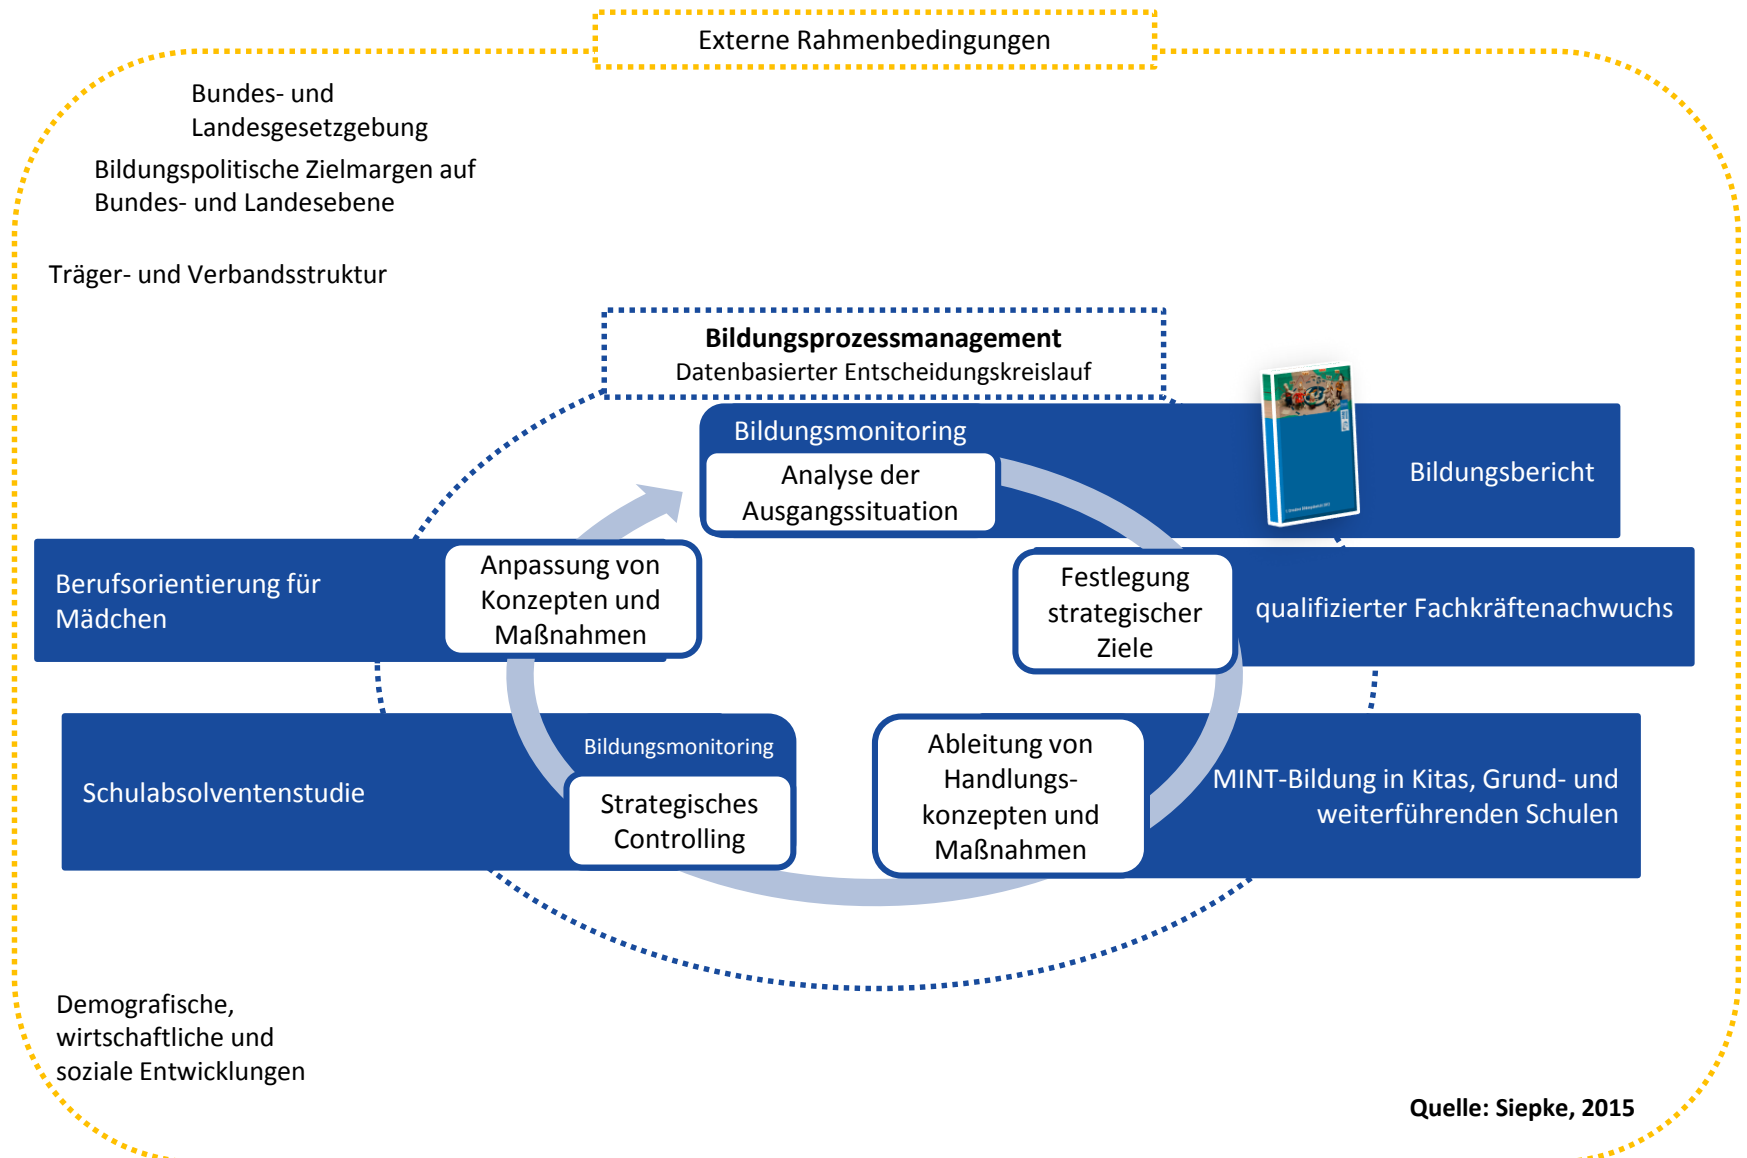 Externe Rahmenbedingungen
Bundes- und
Landesgesetzgebung
Bildungspolitische Zielmargen auf
Bundes- und Landesebene
Träger- und Verbandsstruktur
Bildungsprozessmanagement
Datenbasierter Entscheidungskreislauf
Bildungsmonitoring
Analyse der
Ausgangssituation
Bildungsbericht
Festlegung
strategischer
Ziele
qualifizierter Fachkräftenachwuchs
Ableitung von
Handlungs-
konzepten und
Maßnahmen
MINT-Bildung in Kitas, Grund- und
weiterführenden Schulen
Bildungsmonitoring
Strategisches
Controlling
Schulabsolventenstudie
Anpassung von
Konzepten und
Maßnahmen
Berufsorientierung für
Mädchen
Demografische,
wirtschaftliche und
soziale Entwicklungen
Quelle: Siepke, 2015